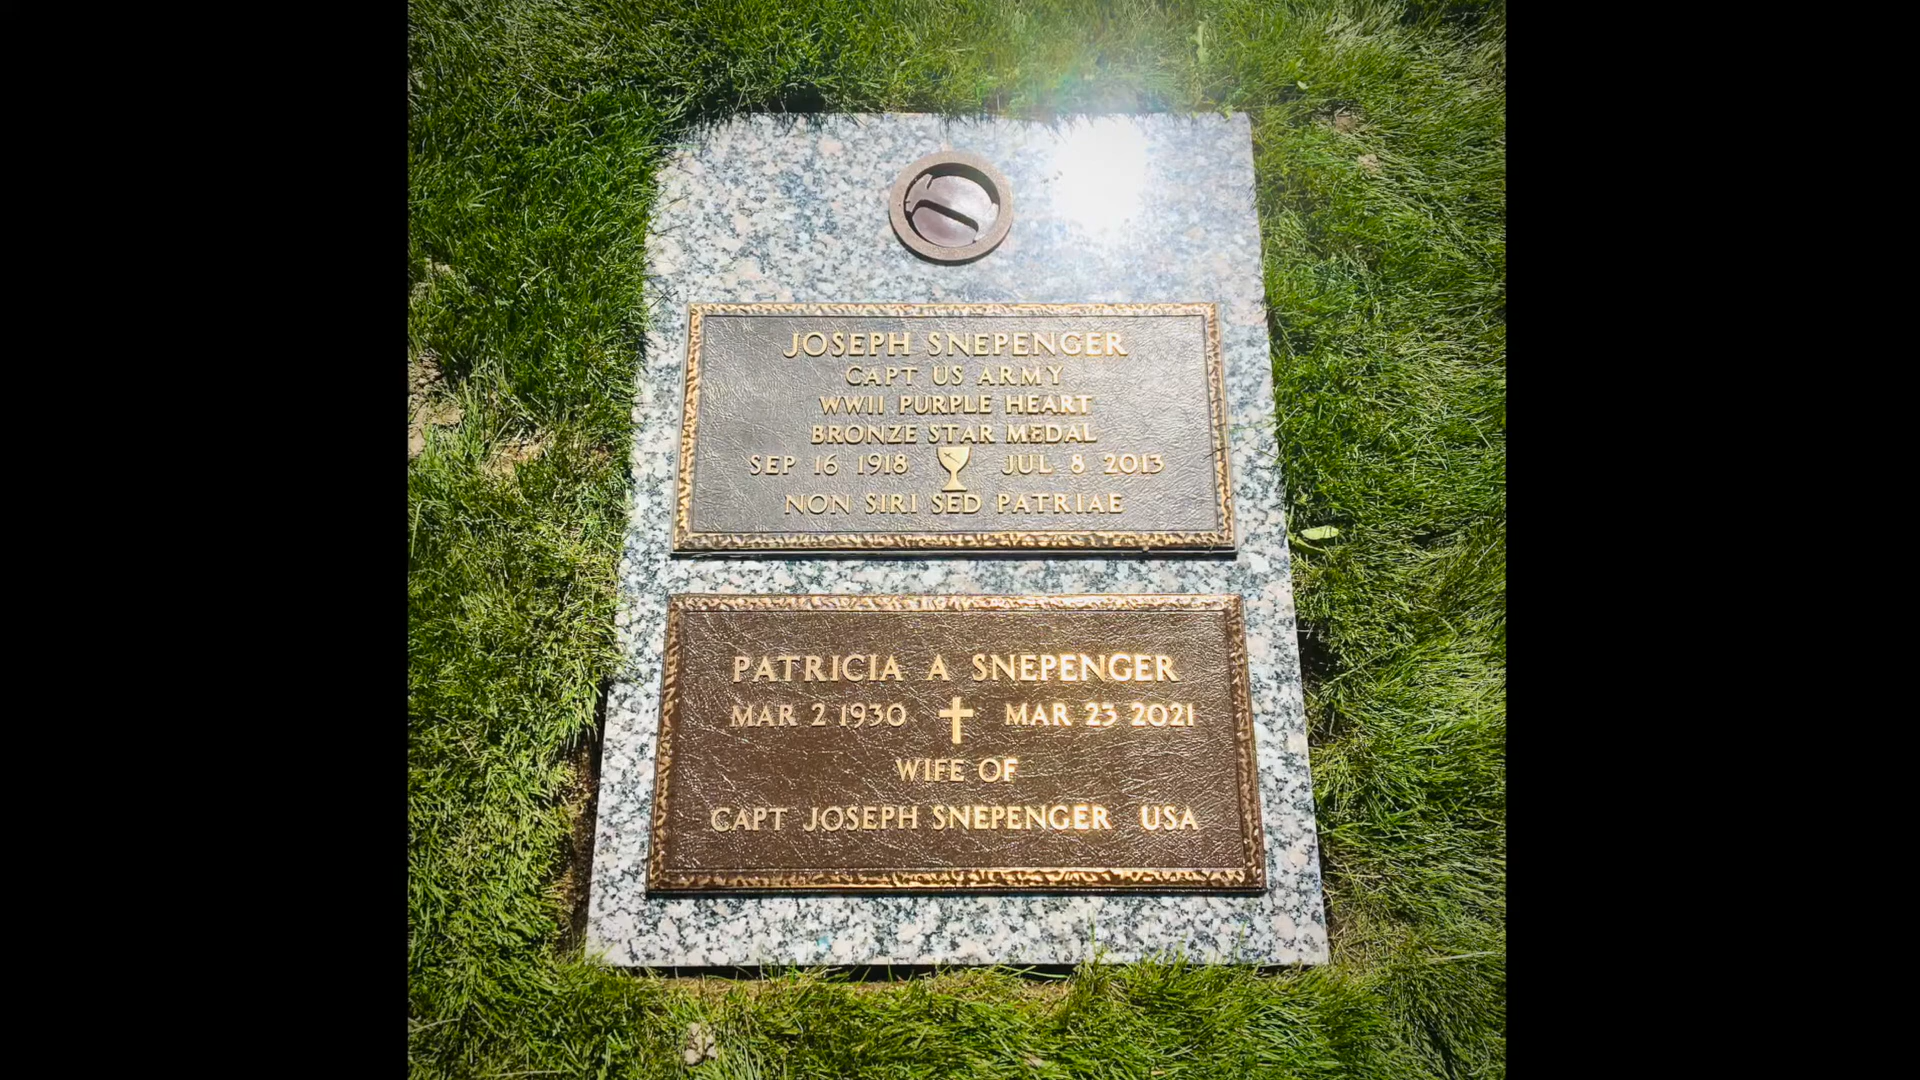 JOSEPH SNEPENGER
CAPT US ARMY
WWII PURPLE HEART
BRONZE STAR MEDAL
SEP 16 1918 JUL 8 2013
NON SIRI SED PATRIAE
PATRICIA A SNEPENGER
MAR 2 1930 MAR 23 2021
WIFE OF
CAPT JOSEPH SNEPENGER USA